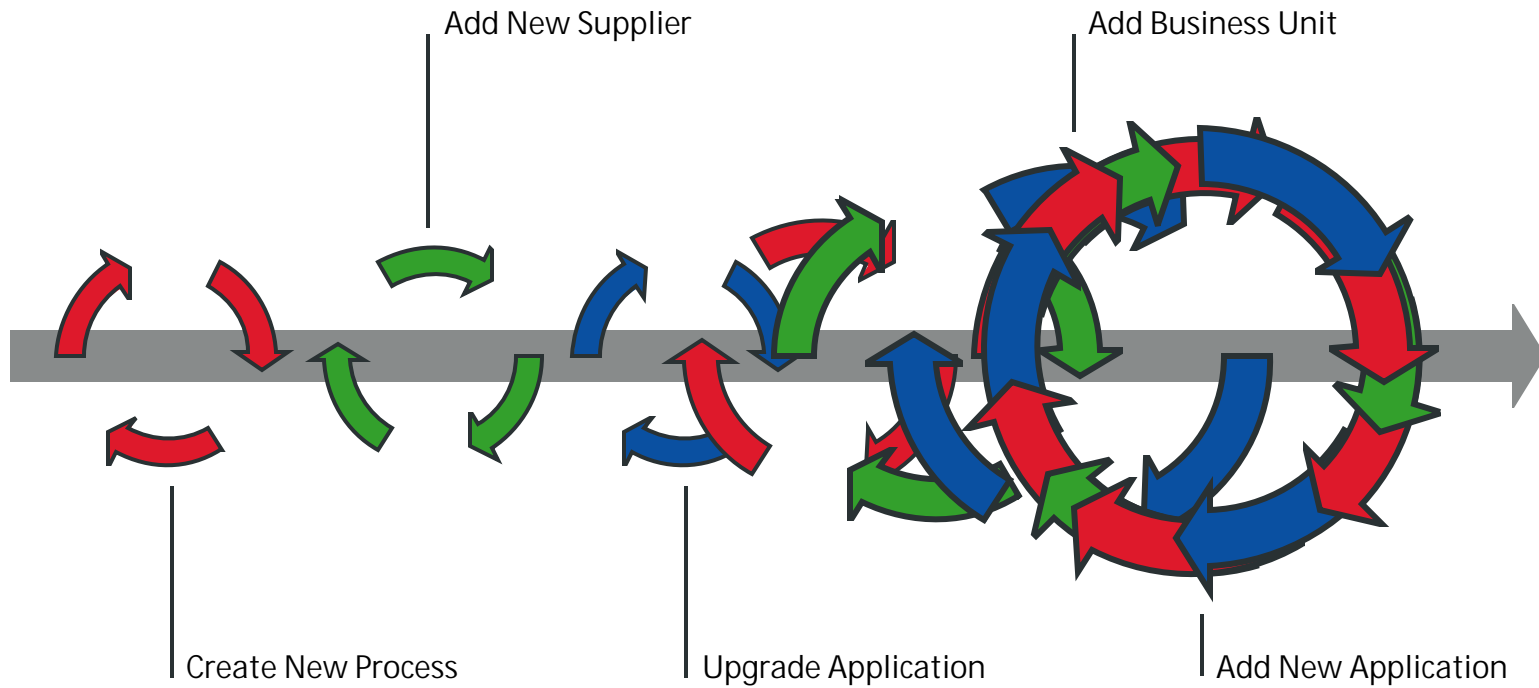 Add New Supplier
Add Business Unit
Create New Process
Upgrade Application
Add New Application